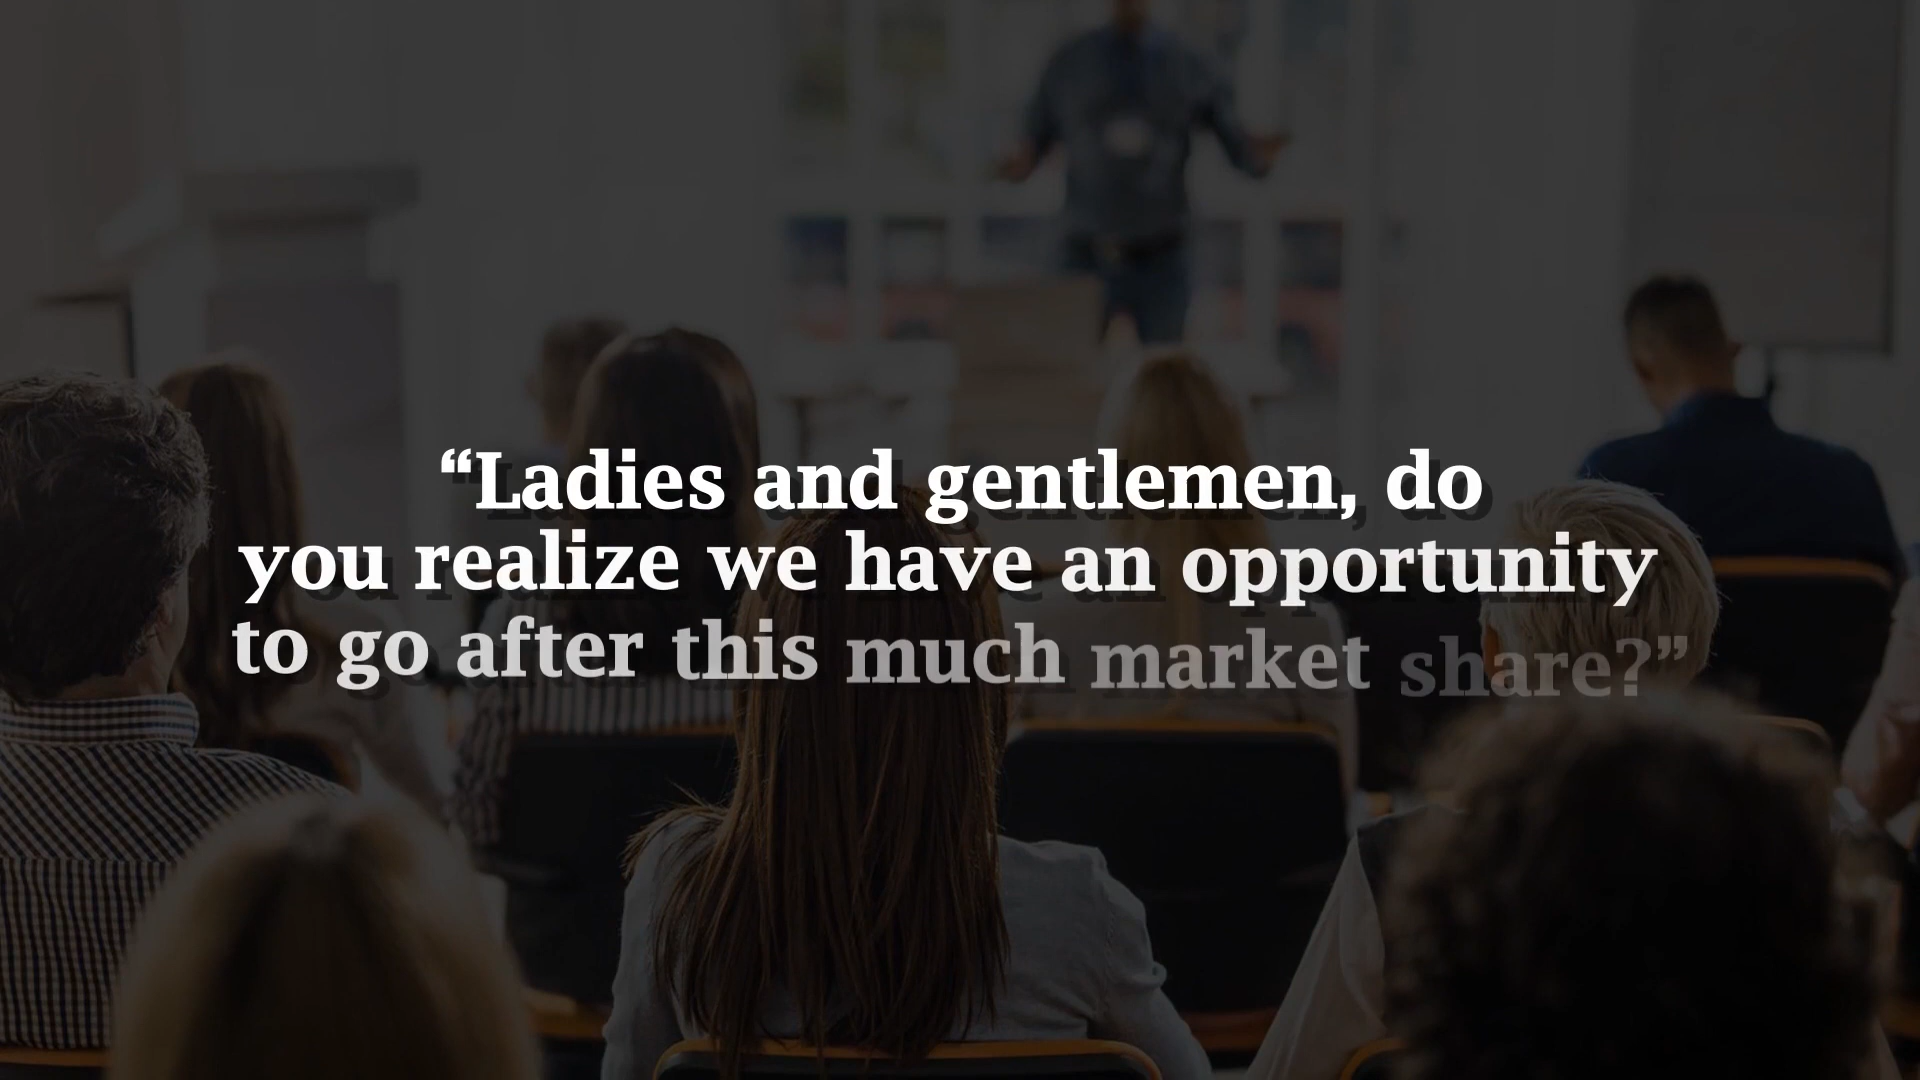 “Ladies and gentlemen, do
you realize we have an opportunity
to go after this much market share?”